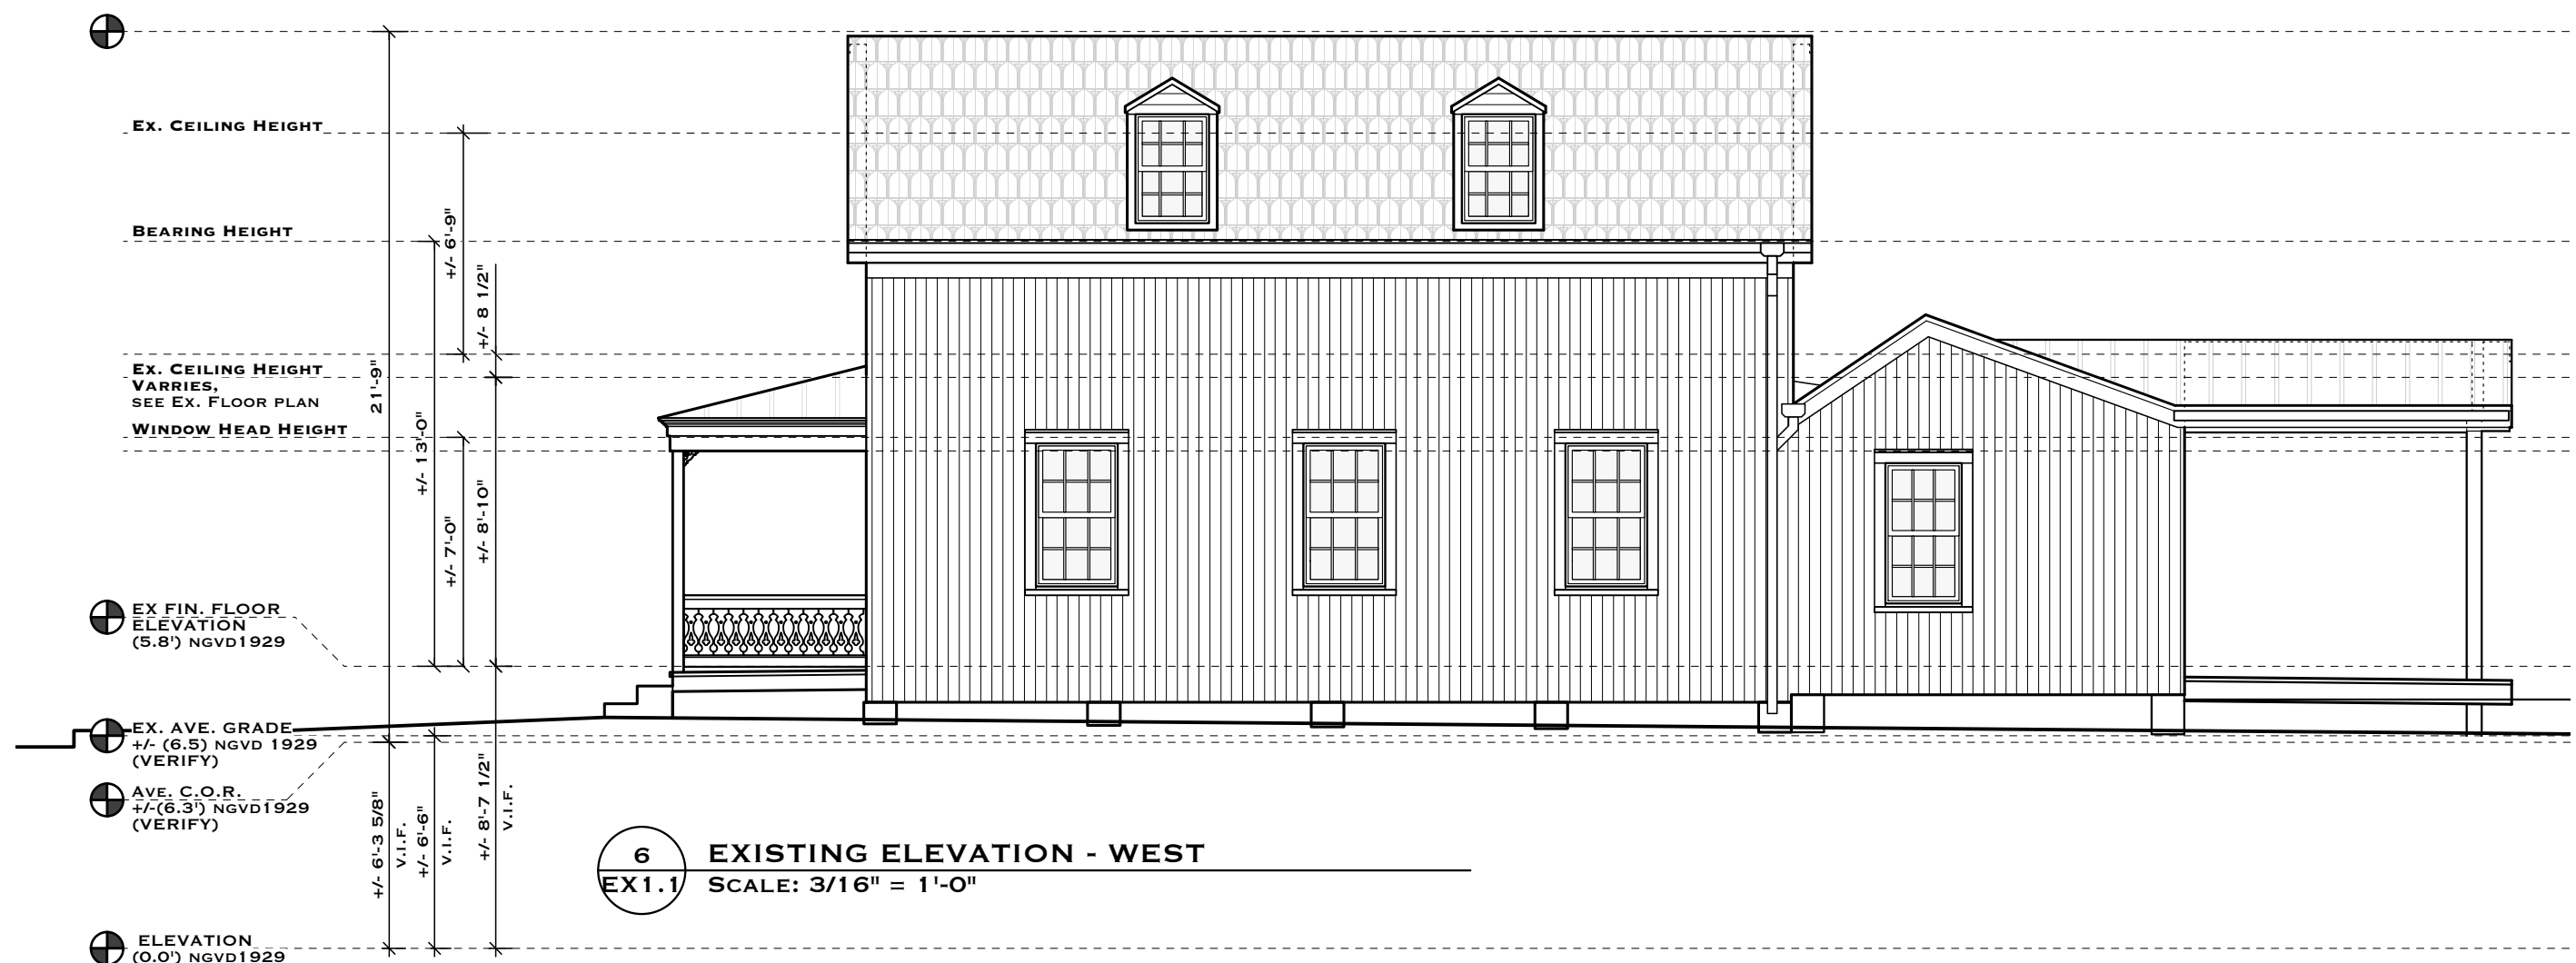 Ex. Ceiling Height
Bearing Height
Ex. Ceiling Height
Varries,
see Ex. Floor plan
Window Head Height
EX FIN. FLOOR
ELEVATION
(5.8') NGVD1929
EX. AVE. GRADE
+/- (6.5) NGVD 1929
(VERIFY)
Ave. C.O.R.
+/-(6.3') NGVD1929
(VERIFY)
ELEVATION
(0.0') NGVD1929
21'-9"
+/- 13'-0"
+/- 6'-9"
+/- 8 1/2"
+/- 7'-0"
+/- 8'-10"
+/- 6'-3 5/8"
V.I.F.
+/- 6'-6"
V.I.F.
+/- 8'-7 1/2"
V.I.F.
6
EX1.1
EXISTING ELEVATION - WEST
Scale: 3/16" = 1'-0"